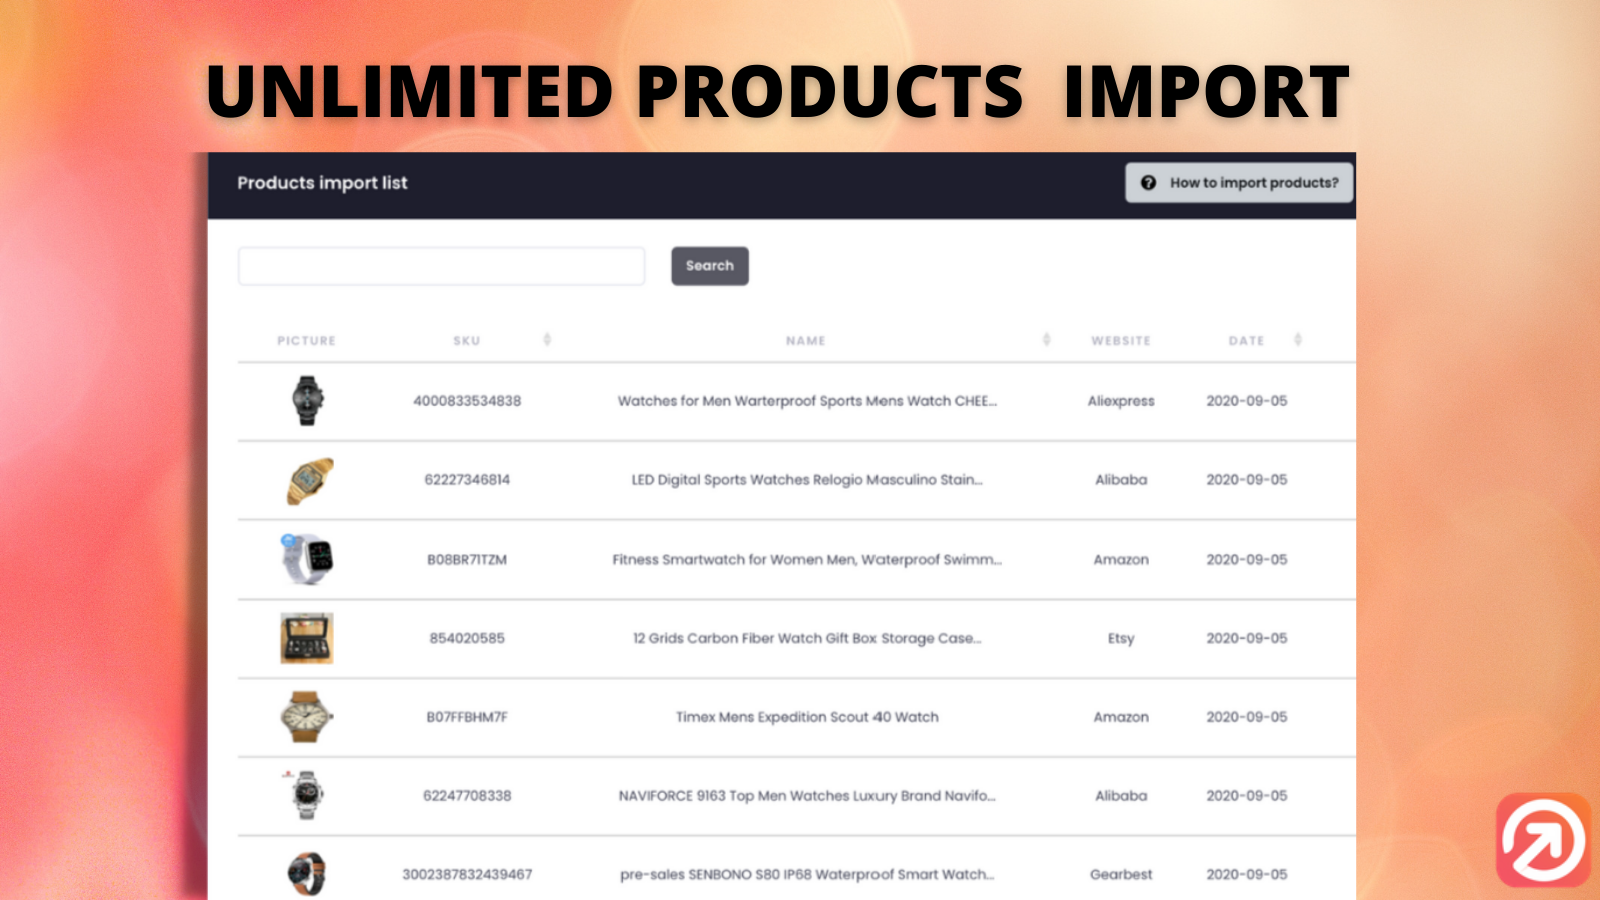 UNLIMITED PRODUCTS IMPORT
Products import list
How to import products?
Search
PICTURE SKU NAME WEBSITE DATE
4000833534838 Watches for Men Warterproof Sports Mens Watch CHEE... Aliexpress 2020-09-05
62227346814 LED Digital Sports Watches Relogio Masculino Stain... Alibaba 2020-09-05
B08BR71TZM Fitness Smartwatch for Women Men, Waterproof Swimm... Amazon 2020-09-05
854020585 12 Grids Carbon Fiber Watch Gift Box Storage Case... Etsy 2020-09-05
B07FFBHM7F Timex Mens Expedition Scout 40 Watch Amazon 2020-09-05
62247708338 NAVIFORCE 9163 Top Men Watches Luxury Brand Navifo... Alibaba 2020-09-05
3002387832439467 pre-sales SENBONO S80 IP68 Waterproof Smart Watch... Gearbest 2020-09-05